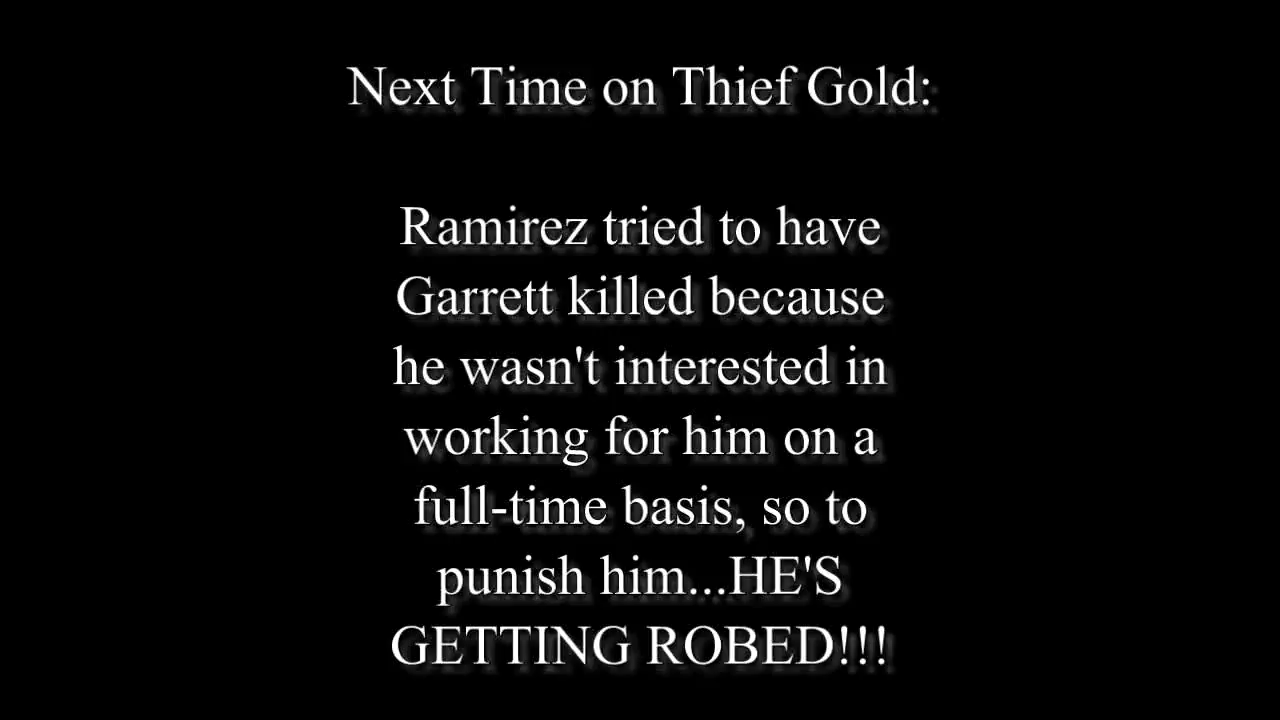 Next Time on Thief Gold:
Ramirez tried to have
Garrett killed because
he wasn't interested in
working for him on a
full-time basis, so to
punish him...HE'S
GETTING ROBED!!!